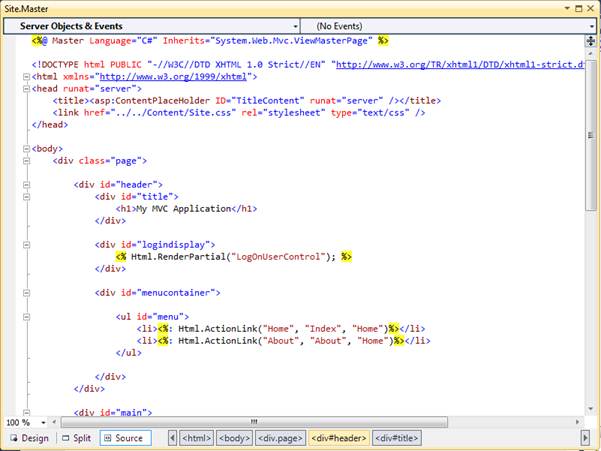 Site.Master
Server Objects & Events (No Events)
<%@ Master Language="C#" Inherits="System.Web.Mvc.ViewMasterPage" %>
<!DOCTYPE html PUBLIC "-//W3C//DTD XHTML 1.0 Strict//EN" "http://www.w3.org/TR/xhtml1/DTD/xhtml1-strict.dt
<html xmlns="http://www.w3.org/1999/xhtml">
<head runat="server">
<title><asp:ContentPlaceHolder ID="TitleContent" runat="server" /></title>
<link href="../../Content/Site.css" rel="stylesheet" type="text/css" />
</head>
<body>
<div class="page">
<div id="header">
<div id="title">
<h1>My MVC Application</h1>
</div>
<div id="logindisplay">
<% Html.RenderPartial("LogOnUserControl"); %>
</div>
<div id="menucontainer">
<ul id="menu">
<li><%: Html.ActionLink("Home", "Index", "Home")%></li>
<li><%: Html.ActionLink("About", "About", "Home")%></li>
</ul>
</div>
</div>
<div id="main">
100 %
Design Split Source <html> <body> <div.page> <div#header> <div#title>